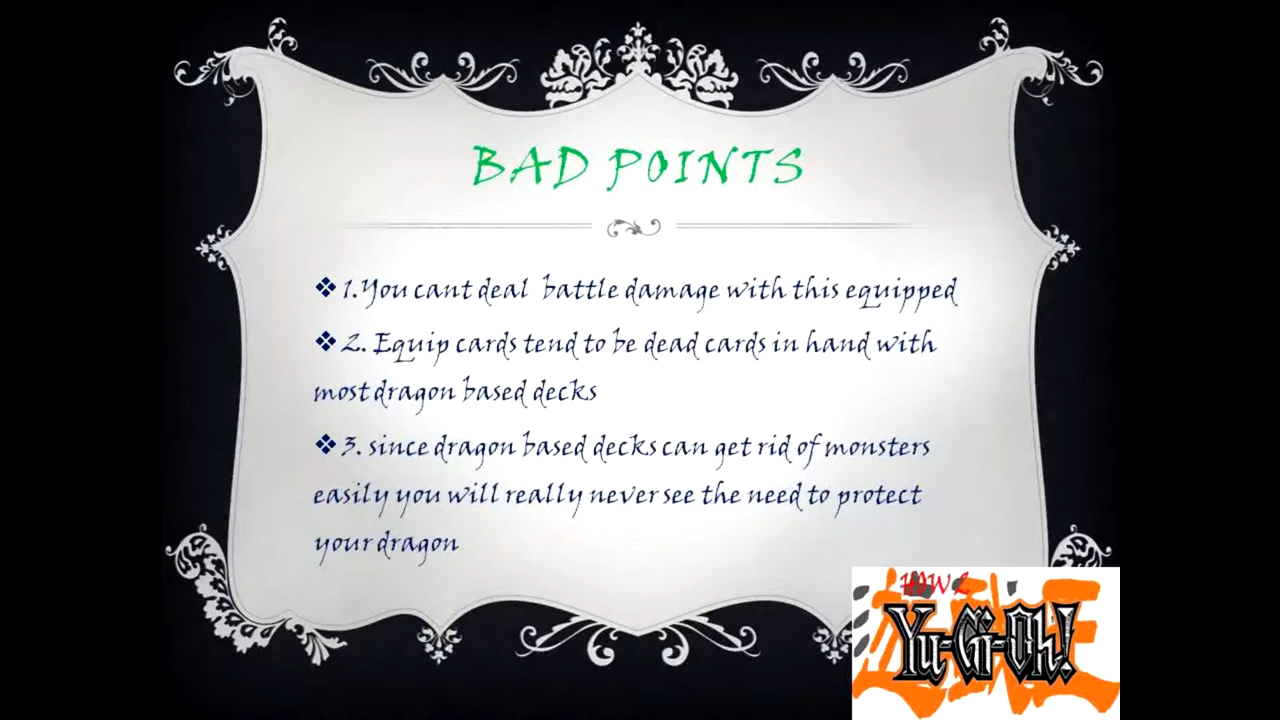 BAD POINTS
❖1.You cant deal battle damage with this equipped
❖2. Equip cards tend to be dead cards in hand with
most dragon based decks
❖3. since dragon based decks can get rid of monsters
easily you will really never see the need to protect
your dragon
HOW 2
Yu-Gi-Oh!